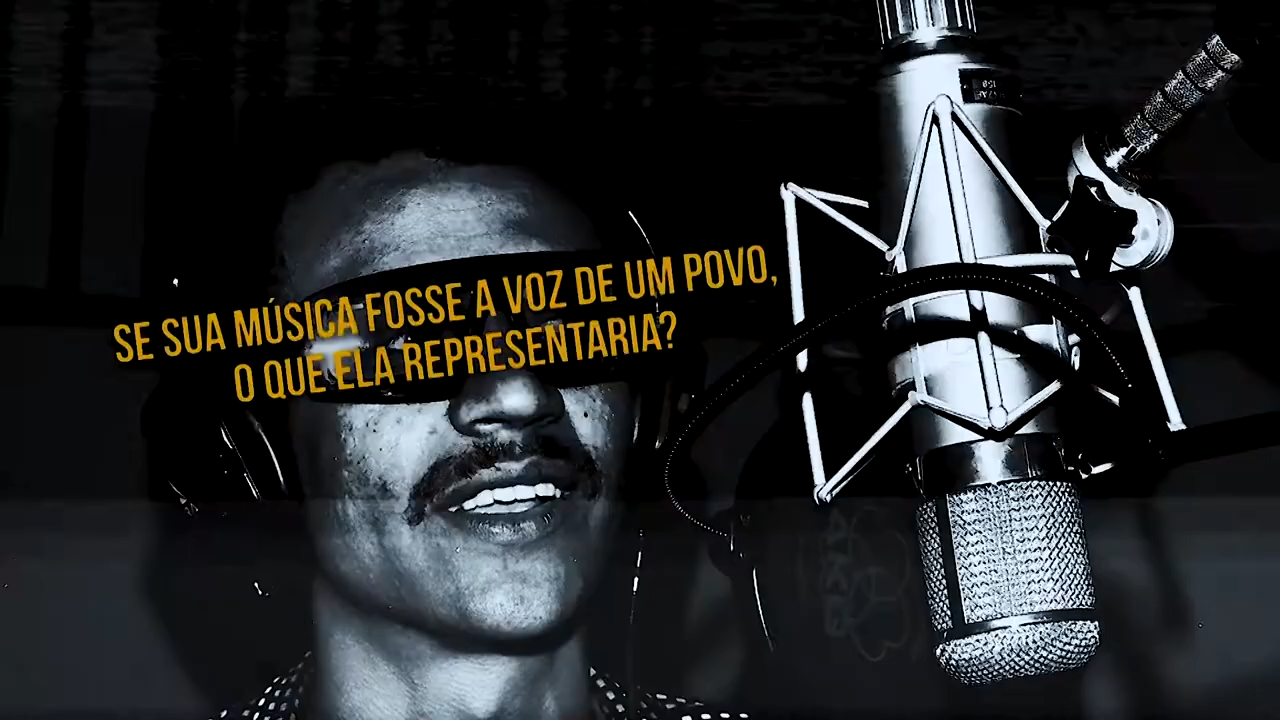 SE SUA MÚSICA FOSSE A VOZ DE UM POVO,
O QUE ELA REPRESENTARIA?